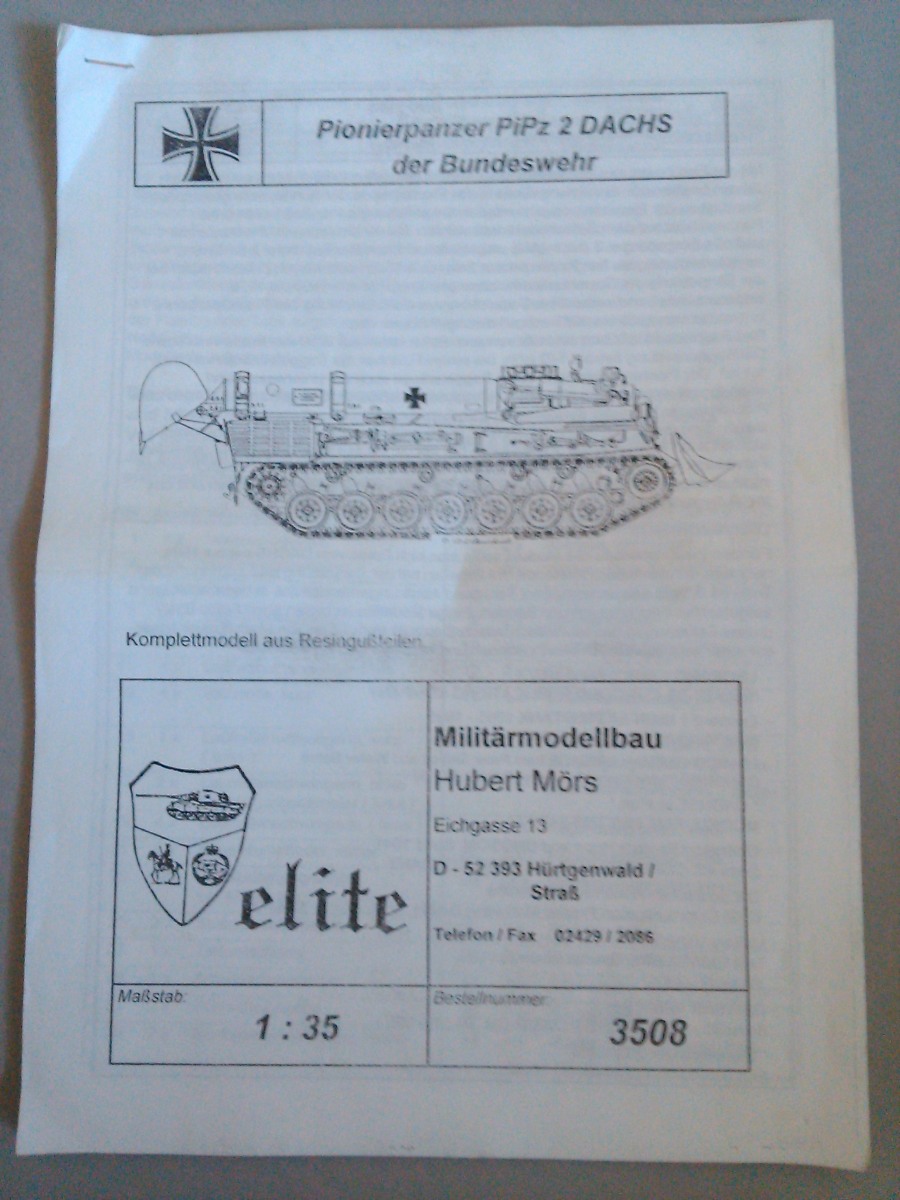 Pionierpanzer PiPz 2 DACHS
der Bundeswehr
Komplettmodell aus Resingußteilen
elite
Militärmodellbau
Hubert Mörs
Eichgasse 13
D - 52 393 Hürtgenwald /
Straß
Telefon / Fax 02429 / 2086
Maßstab:
1 : 35
Bestellnummer:
3508